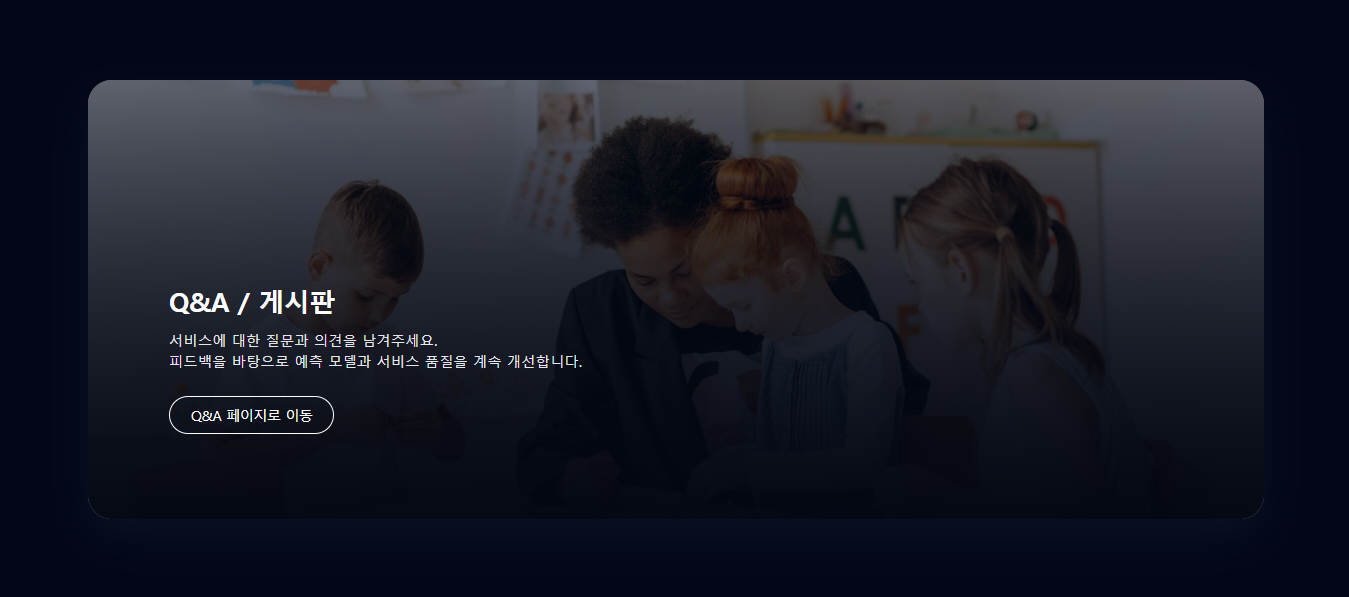 Q&A / 게시판
서비스에 대한 질문과 의견을 남겨주세요.
피드백을 바탕으로 예측 모델과 서비스 품질을 계속 개선합니다.
Q&A 페이지로 이동
A